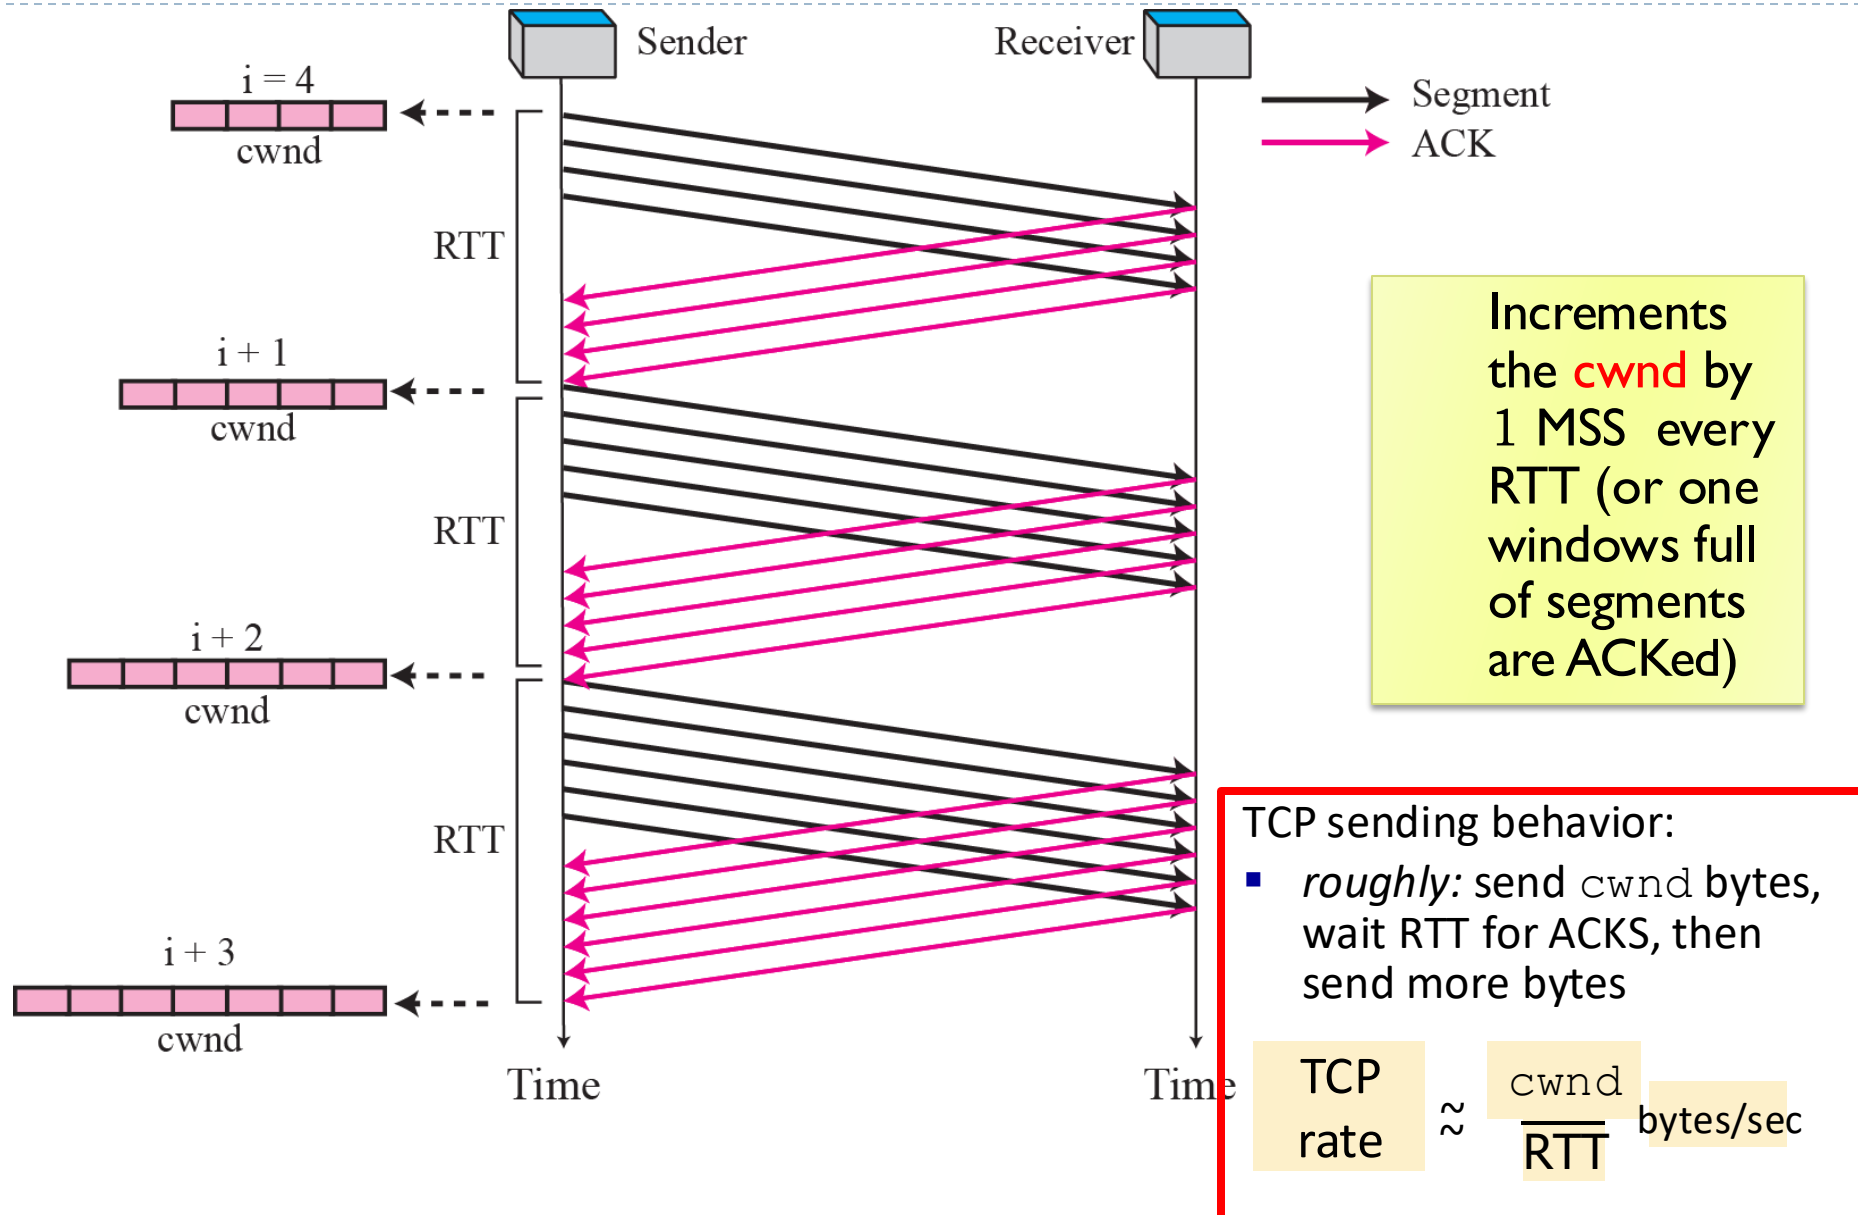 Sender
Receiver
Segment
ACK
i = 4
cwnd
RTT
i + 1
cwnd
RTT
i + 2
cwnd
RTT
i + 3
cwnd
Time
Time
Increments
the cwnd by
1 MSS every
RTT (or one
windows full
of segments
are ACKed)
TCP sending behavior:
▪ roughly: send cwnd bytes,
wait RTT for ACKS, then
send more bytes
TCP
rate
≈
cwnd
RTT
bytes/sec